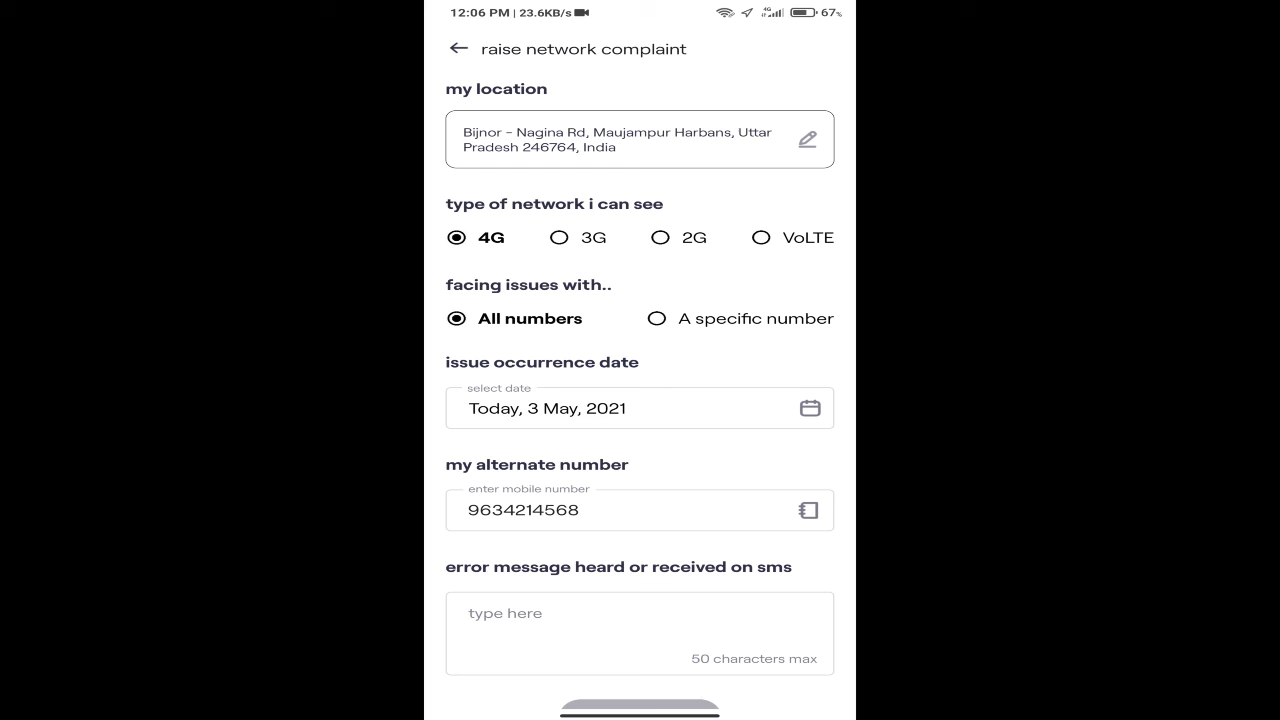 12:06 PM | 23.6KB/s 4G 67%
raise network complaint
my location
Bijnor - Nagina Rd, Maujampur Harbans, Uttar
Pradesh 246764, India
type of network i can see
4G 3G 2G VoLTE
facing issues with..
All numbers A specific number
issue occurrence date
select date
Today, 3 May, 2021
my alternate number
enter mobile number
9634214568
error message heard or received on sms
type here
50 characters max